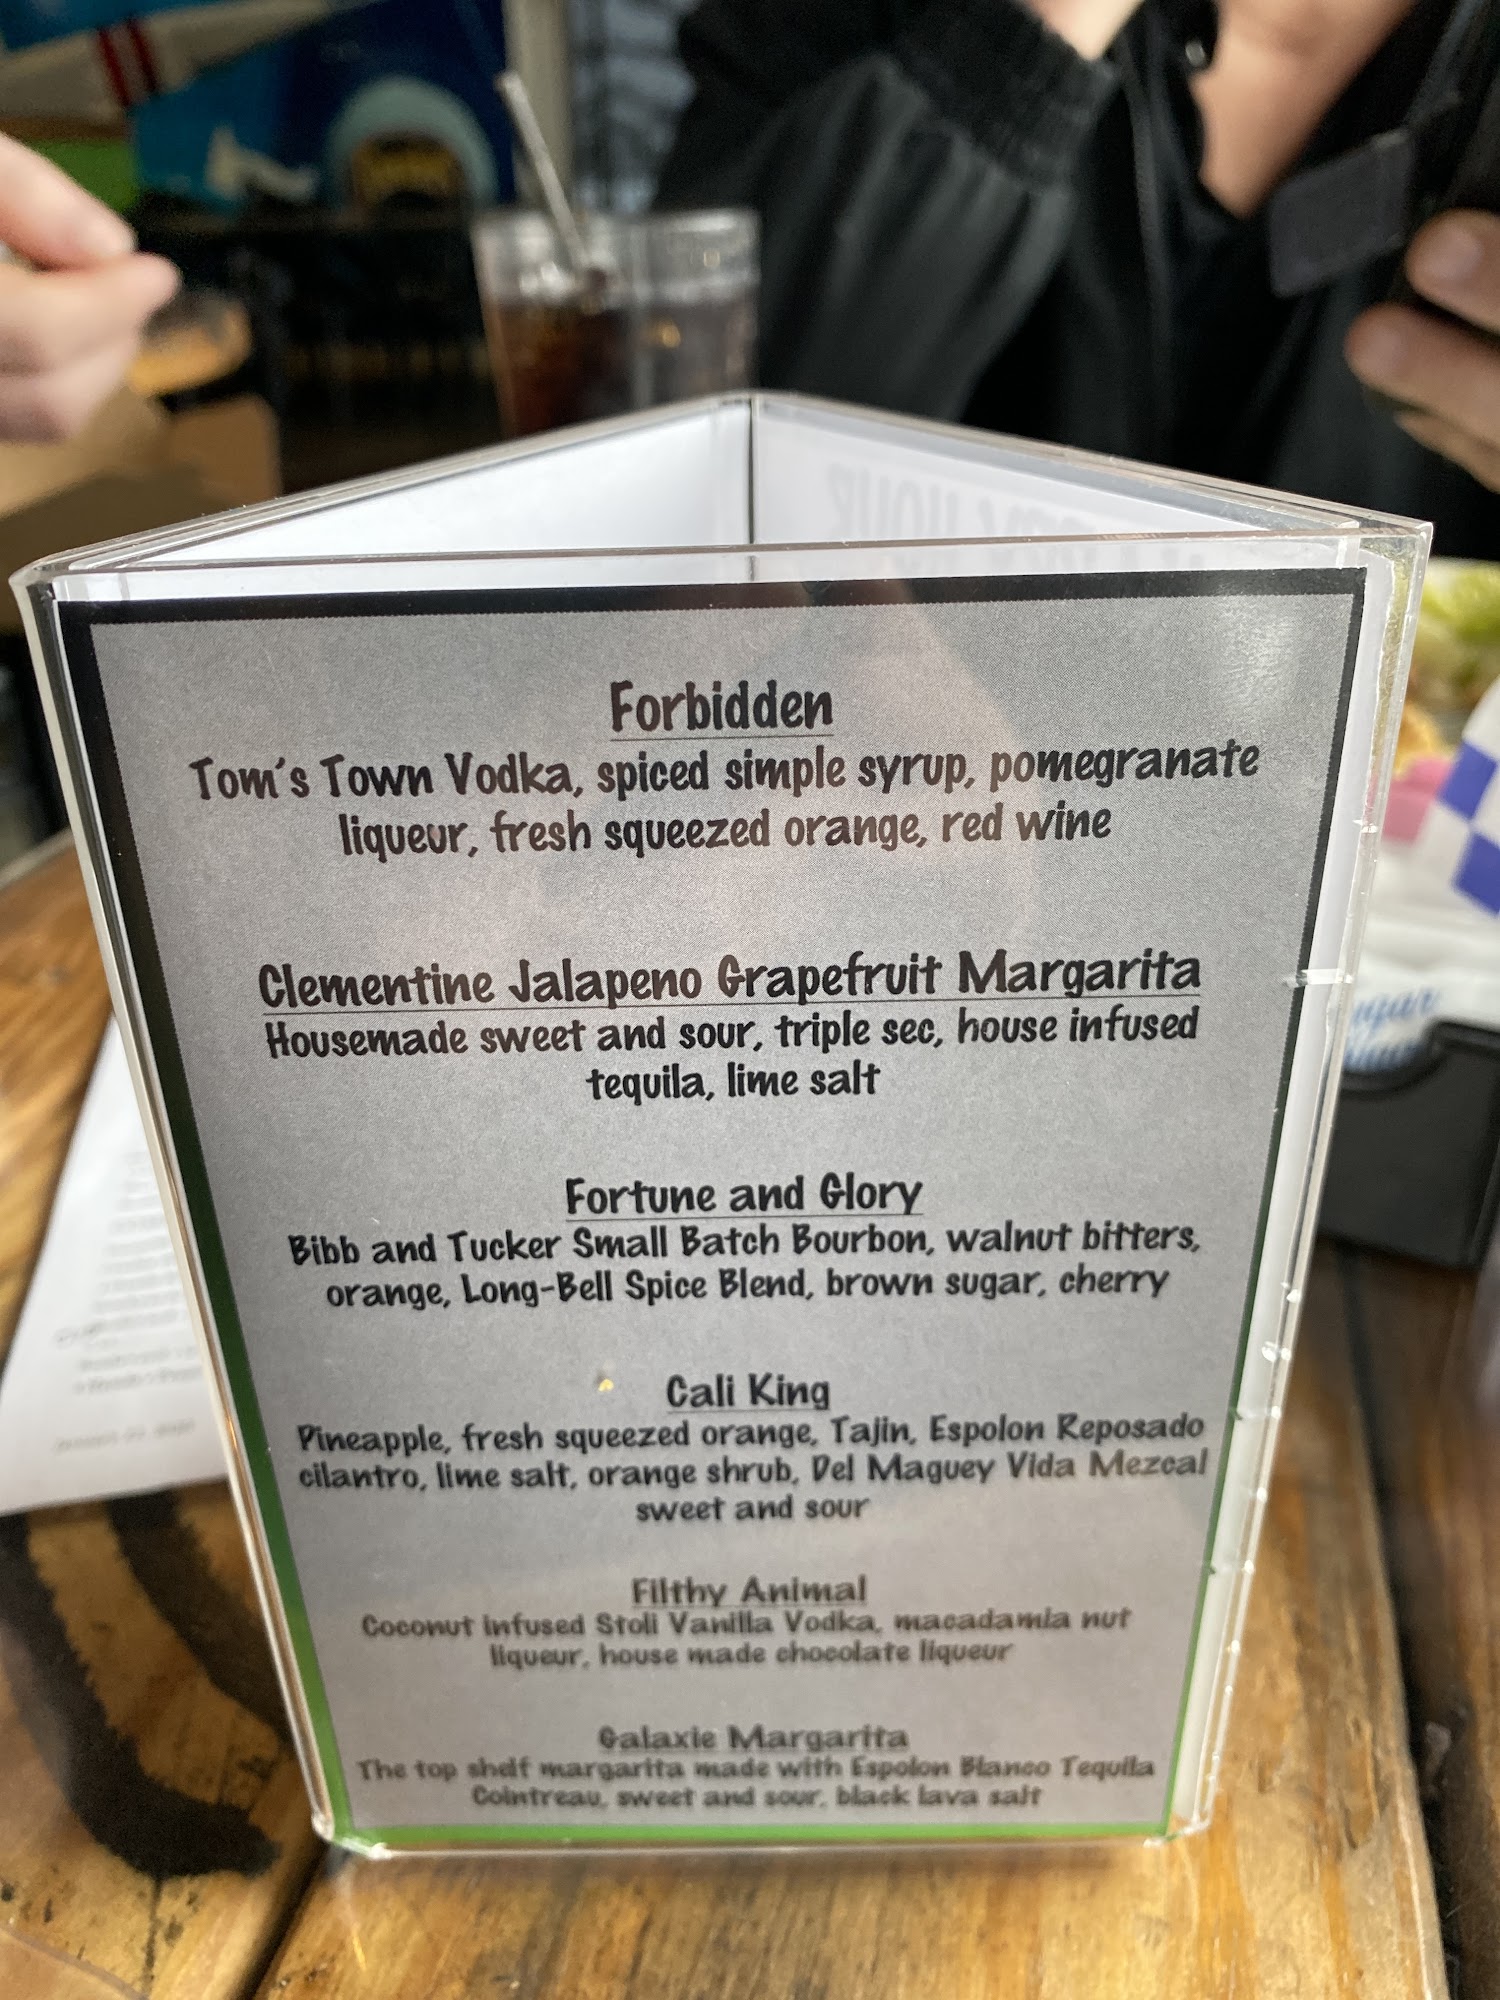 Forbidden
Tom's Town Vodka, spiced simple syrup, pomegranate
liqueur, fresh squeezed orange, red wine
Clementine Jalapeno Grapefruit Margarita
Housemade sweet and sour, triple sec, house infused
tequila, lime salt
Fortune and Glory
Bibb and Tucker Small Batch Bourbon, walnut bitters,
orange, Long-Bell Spice Blend, brown sugar, cherry
Cali King
Pineapple, fresh squeezed orange, Tajin, Espolon Reposado
cilantro, lime salt, orange shrub, Del Maguey Vida Mezcal
sweet and sour
Filthy Animal
Coconut infused Stoli Vanilla Vodka, macadamia nut
liqueur, house made chocolate liqueur
Galaxie Margarita
The top shelf margarita made with Espolon Blanco Tequila
Cointreau, sweet and sour, black lava salt